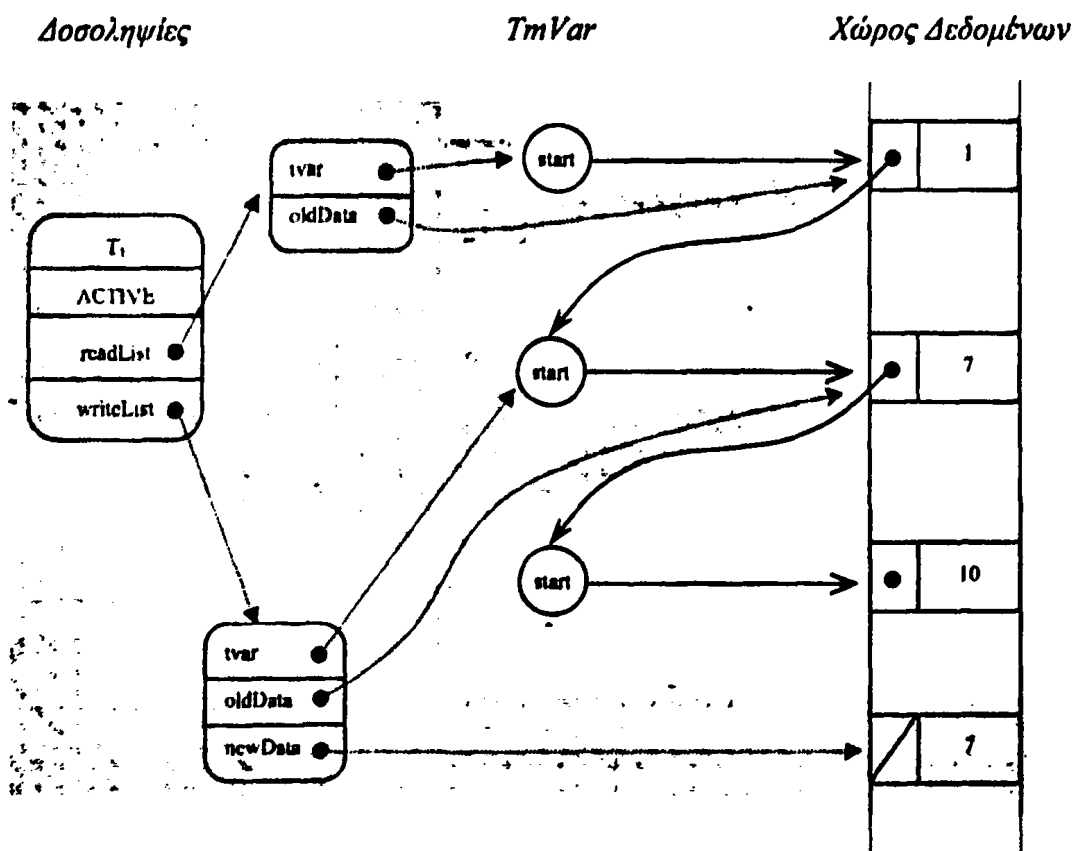 Δοσοληψίες
TmVar
Χώρος Δεδομένων
tvar
start
1
oldData
T₁
ACTIVE
readList
start
7
writeList
start
10
tvar
oldData
newData
7